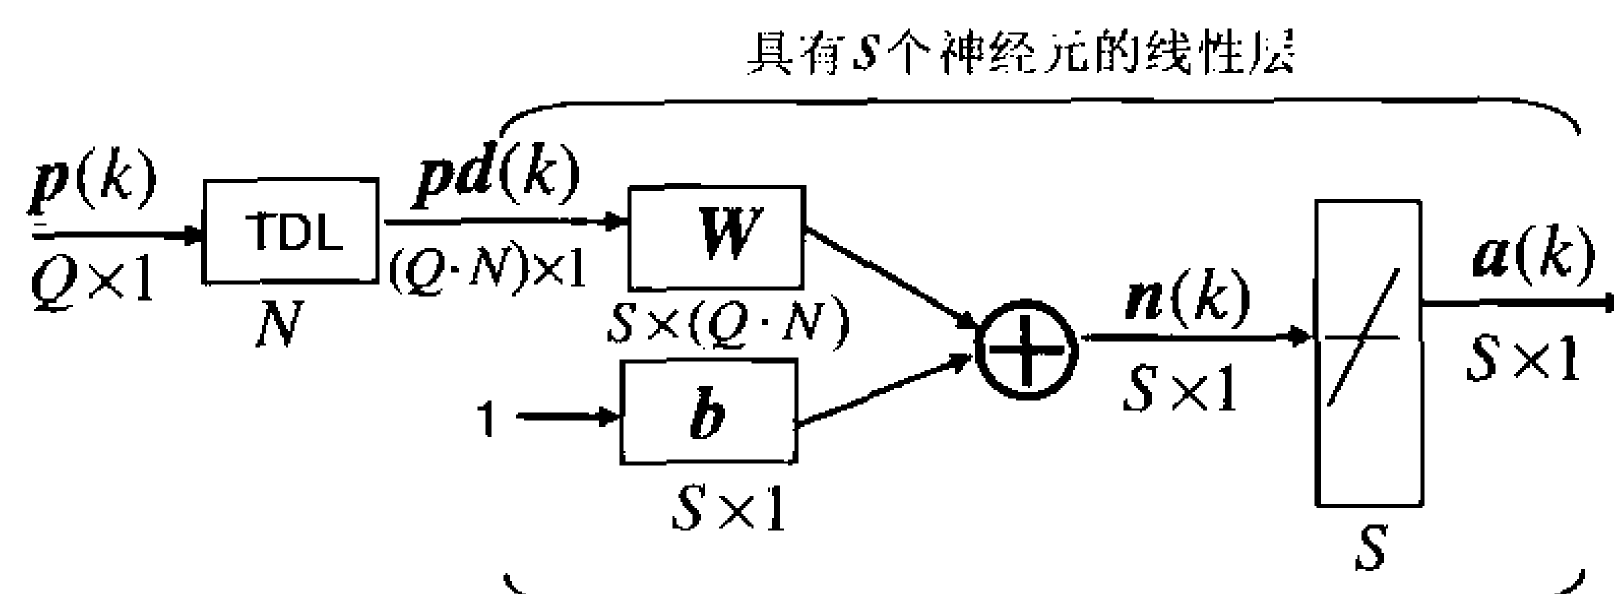 具有S个神经元的线性层
p(k)
Q×1
TDL
N
pd(k)
(Q·N)×1
W
S×(Q·N)
1
b
S×1
n(k)
S×1
S
a(k)
S×1